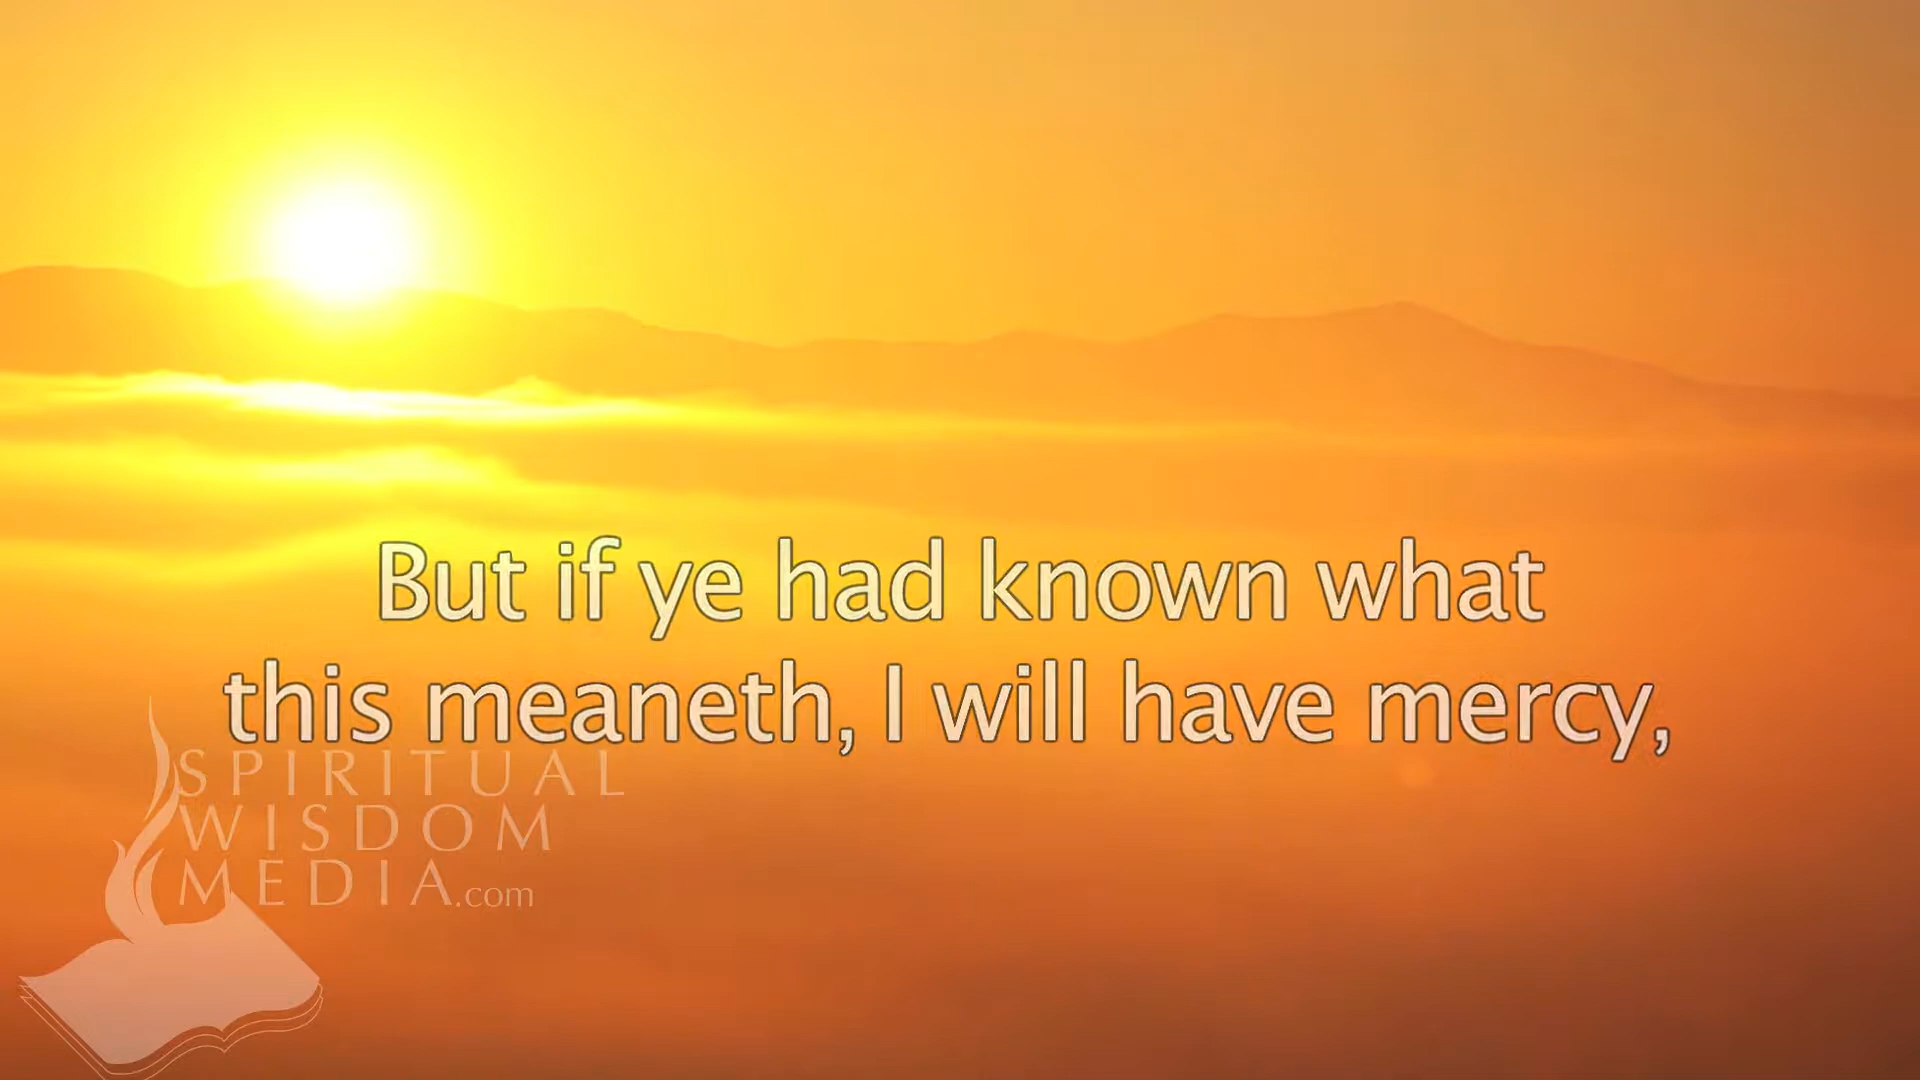 But if ye had known what
this meaneth, I will have mercy,
SPIRITUAL
WISDOM
MEDIA.com